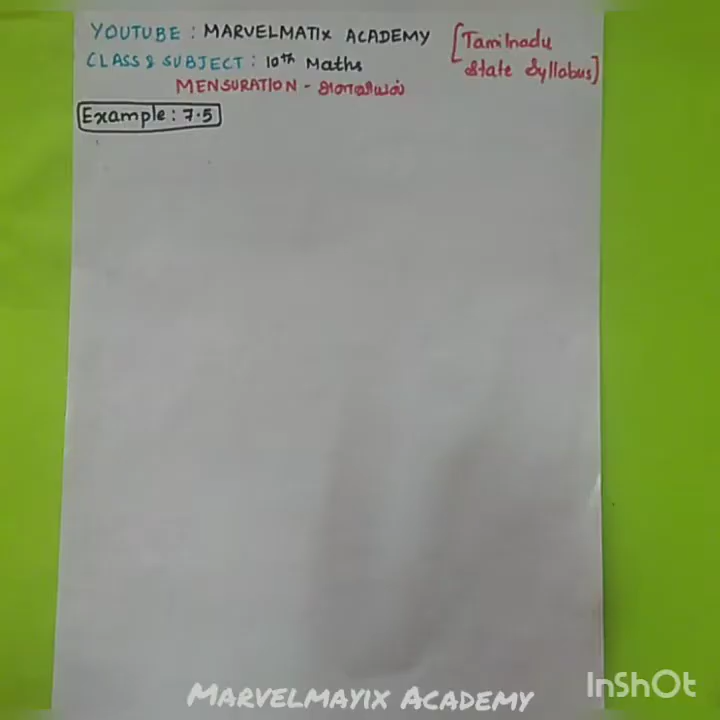 YOUTUBE : MARVELMATIX ACADEMY [Tamilnadu
CLASS & SUBJECT : 10th Maths State Syllabus]
MENSURATION - அளவியல்
Example : 7.5
MARVELMAYIX ACADEMY
InShOt